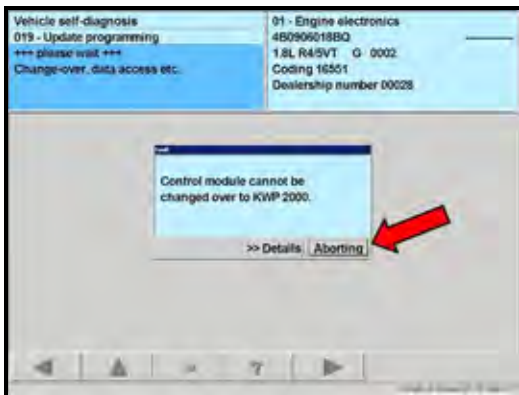 Vehicle self-diagnosis
019 - Update programming
+++ please wait +++
Change-over, data access etc.
01 - Engine electronics
4B0906018BQ
1.8L R4/5VT G 0002
Coding 16501
Dealership number 00028
Control module cannot be
changed over to KWP 2000.
>> Details Aborting
?